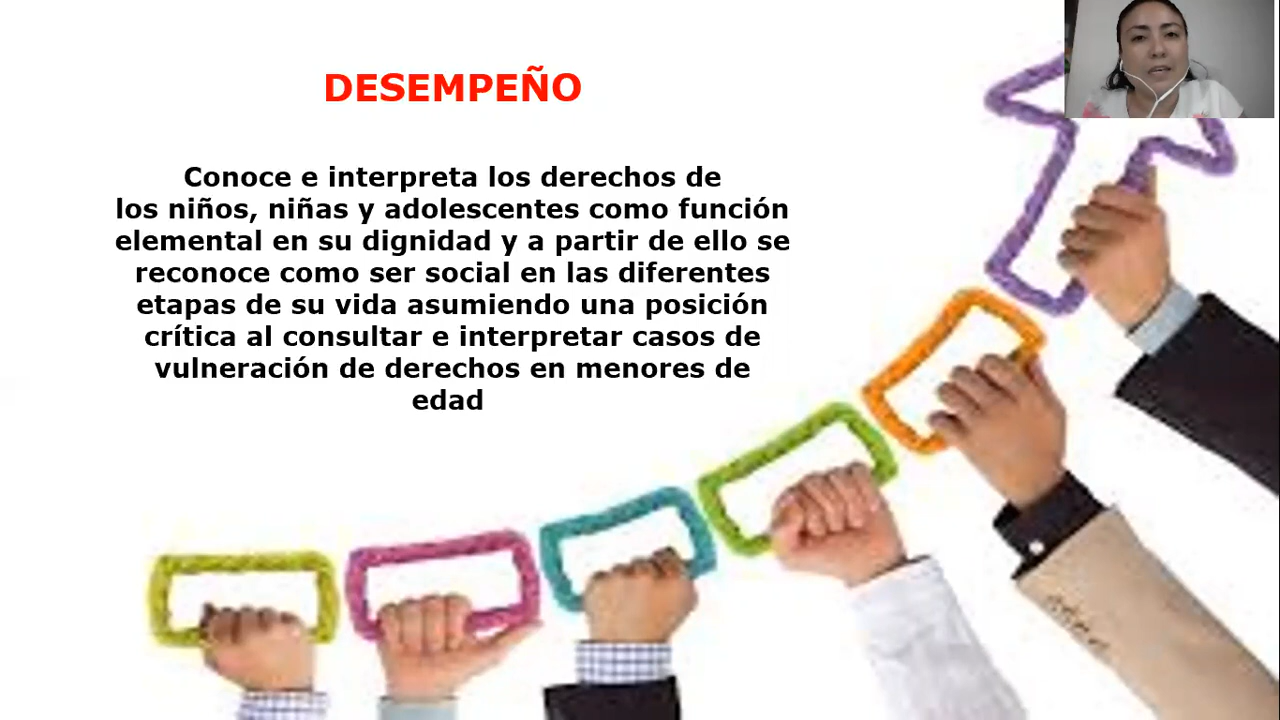 DESEMPEÑO
Conoce e interpreta los derechos de
los niños, niñas y adolescentes como función
elemental en su dignidad y a partir de ello se
reconoce como ser social en las diferentes
etapas de su vida asumiendo una posición
crítica al consultar e interpretar casos de
vulneración de derechos en menores de
edad